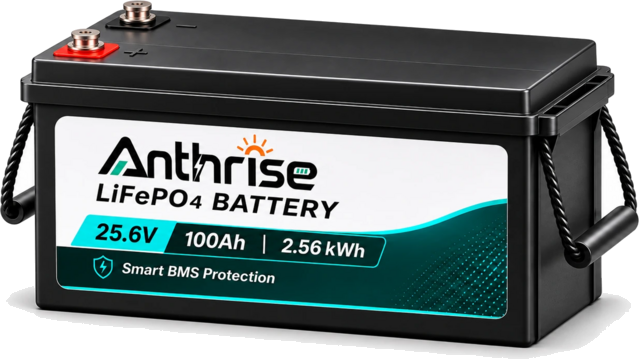 −
+
Anthrise
LiFePO4 BATTERY
25.6V 100Ah | 2.56 kWh
Smart BMS Protection